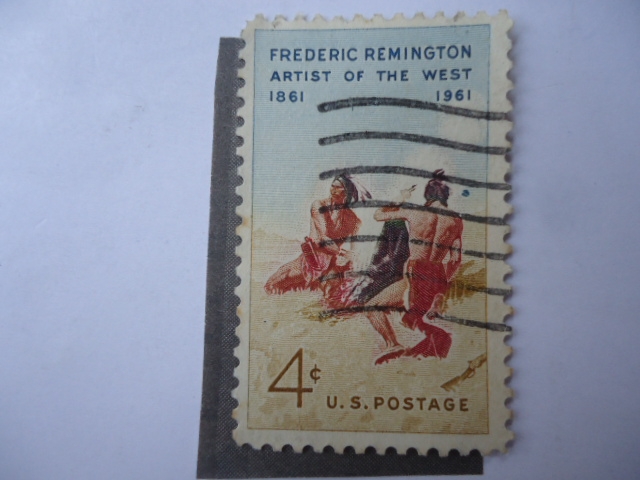 FREDERIC REMINGTON
ARTIST OF THE WEST
1861 1961
4¢
U.S. POSTAGE